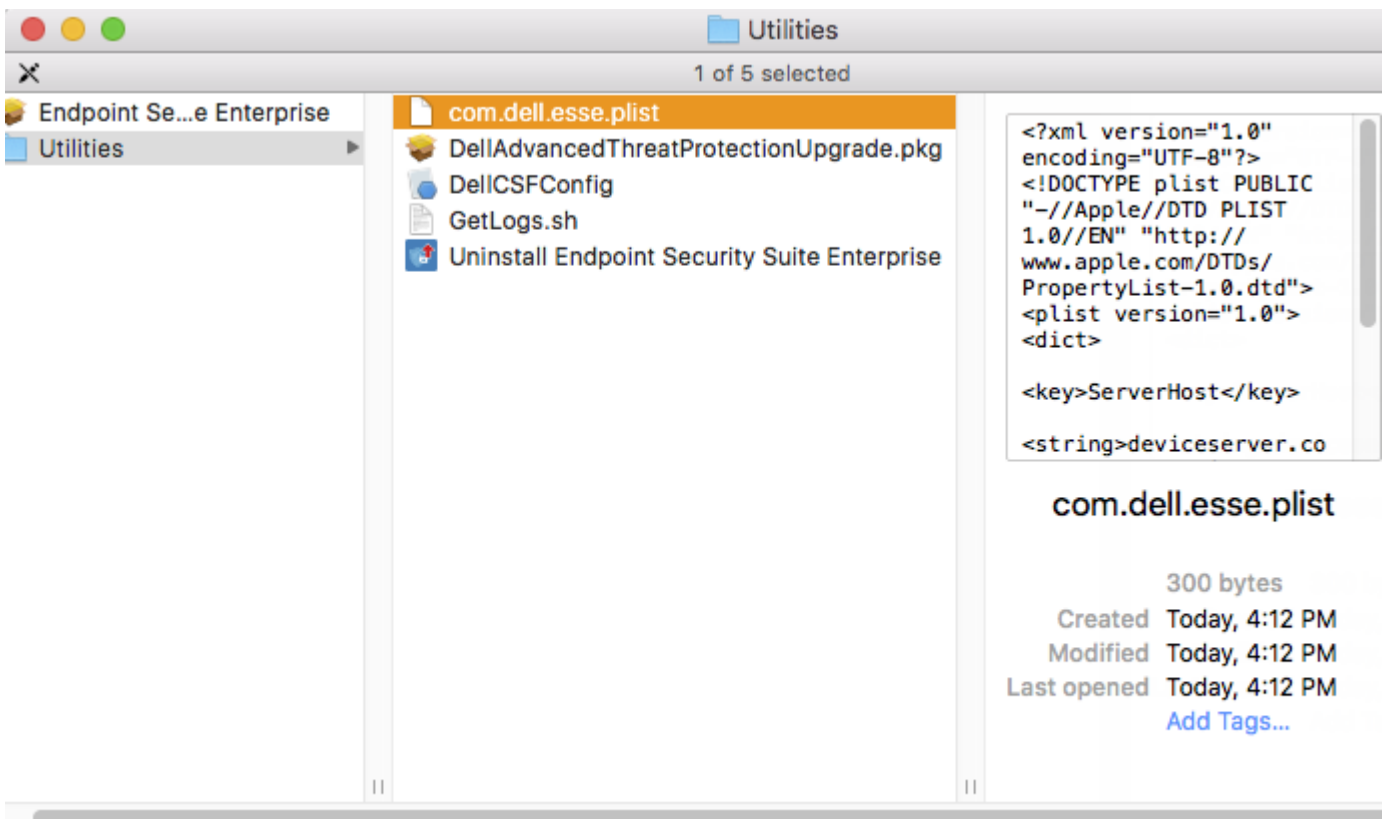 Utilities
1 of 5 selected
Endpoint Se...e Enterprise
Utilities
com.dell.esse.plist
DellAdvancedThreatProtectionUpgrade.pkg
DellCSFConfig
GetLogs.sh
Uninstall Endpoint Security Suite Enterprise
<?xml version="1.0"
encoding="UTF-8"?>
<!DOCTYPE plist PUBLIC
"-//Apple//DTD PLIST
1.0//EN" "http://
www.apple.com/DTDs/
PropertyList-1.0.dtd">
<plist version="1.0">
<dict>
<key>ServerHost</key>
<string>deviceserver.co
com.dell.esse.plist
300 bytes
Created Today, 4:12 PM
Modified Today, 4:12 PM
Last opened Today, 4:12 PM
Add Tags...